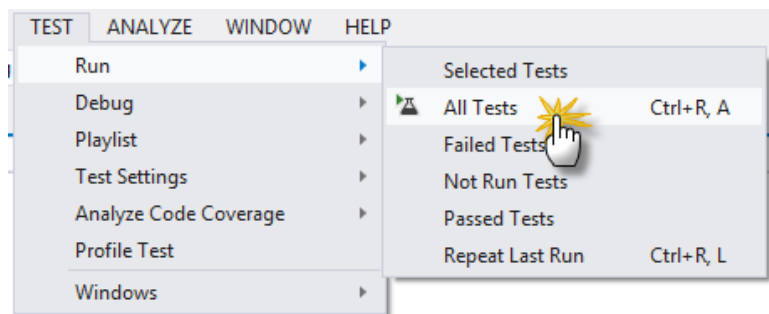 TEST ANALYZE WINDOW HELP
Run
Debug
Playlist
Test Settings
Analyze Code Coverage
Profile Test
Windows
Selected Tests
All Tests Ctrl+R, A
Failed Tests
Not Run Tests
Passed Tests
Repeat Last Run Ctrl+R, L